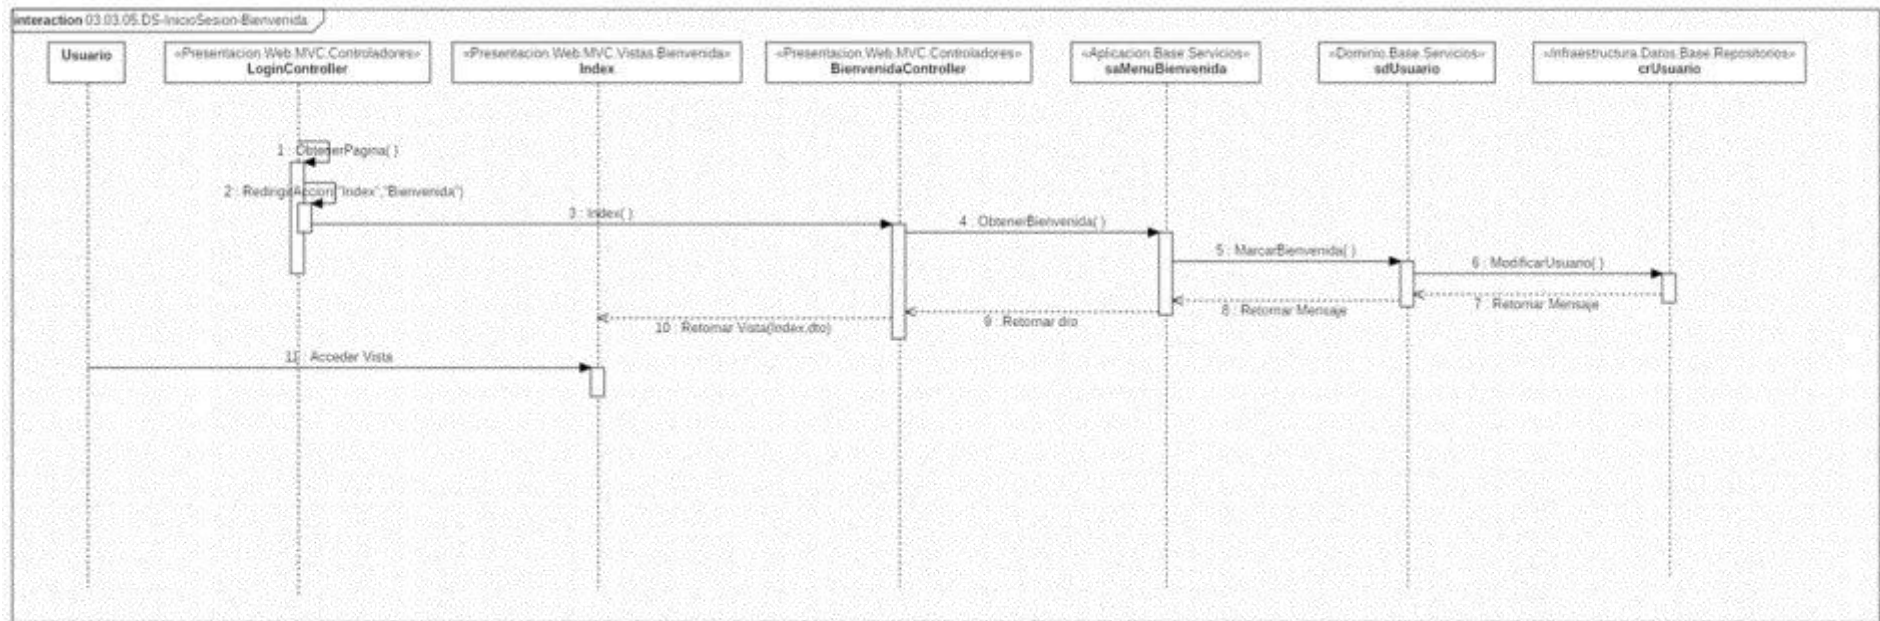 interaction 03.03.05.DS-InicioSesion-Bienvenida
Usuario
«Presentacion.Web.MVC.Controladores»
LoginController
«Presentacion.Web.MVC.Vistas.Bienvenida»
Index
«Presentacion.Web.MVC.Controladores»
BienvenidaController
«Aplicacion.Base.Servicios»
saMenuBienvenida
«Dominio.Base.Servicios»
sdUsuario
«Infraestructura.Datos.Base.Repositorios»
crUsuario
1 : ObtenerPagina( )
2 : RedirigirAccion("Index","Bienvenida")
3 : Index( )
4 : ObtenerBienvenida( )
5 : MarcarBienvenida( )
6 : ModificarUsuario( )
7 : Retornar Mensaje
8 : Retornar Mensaje
9 : Retornar dto
10 : Retornar Vista(Index.dto)
11 : Acceder Vista